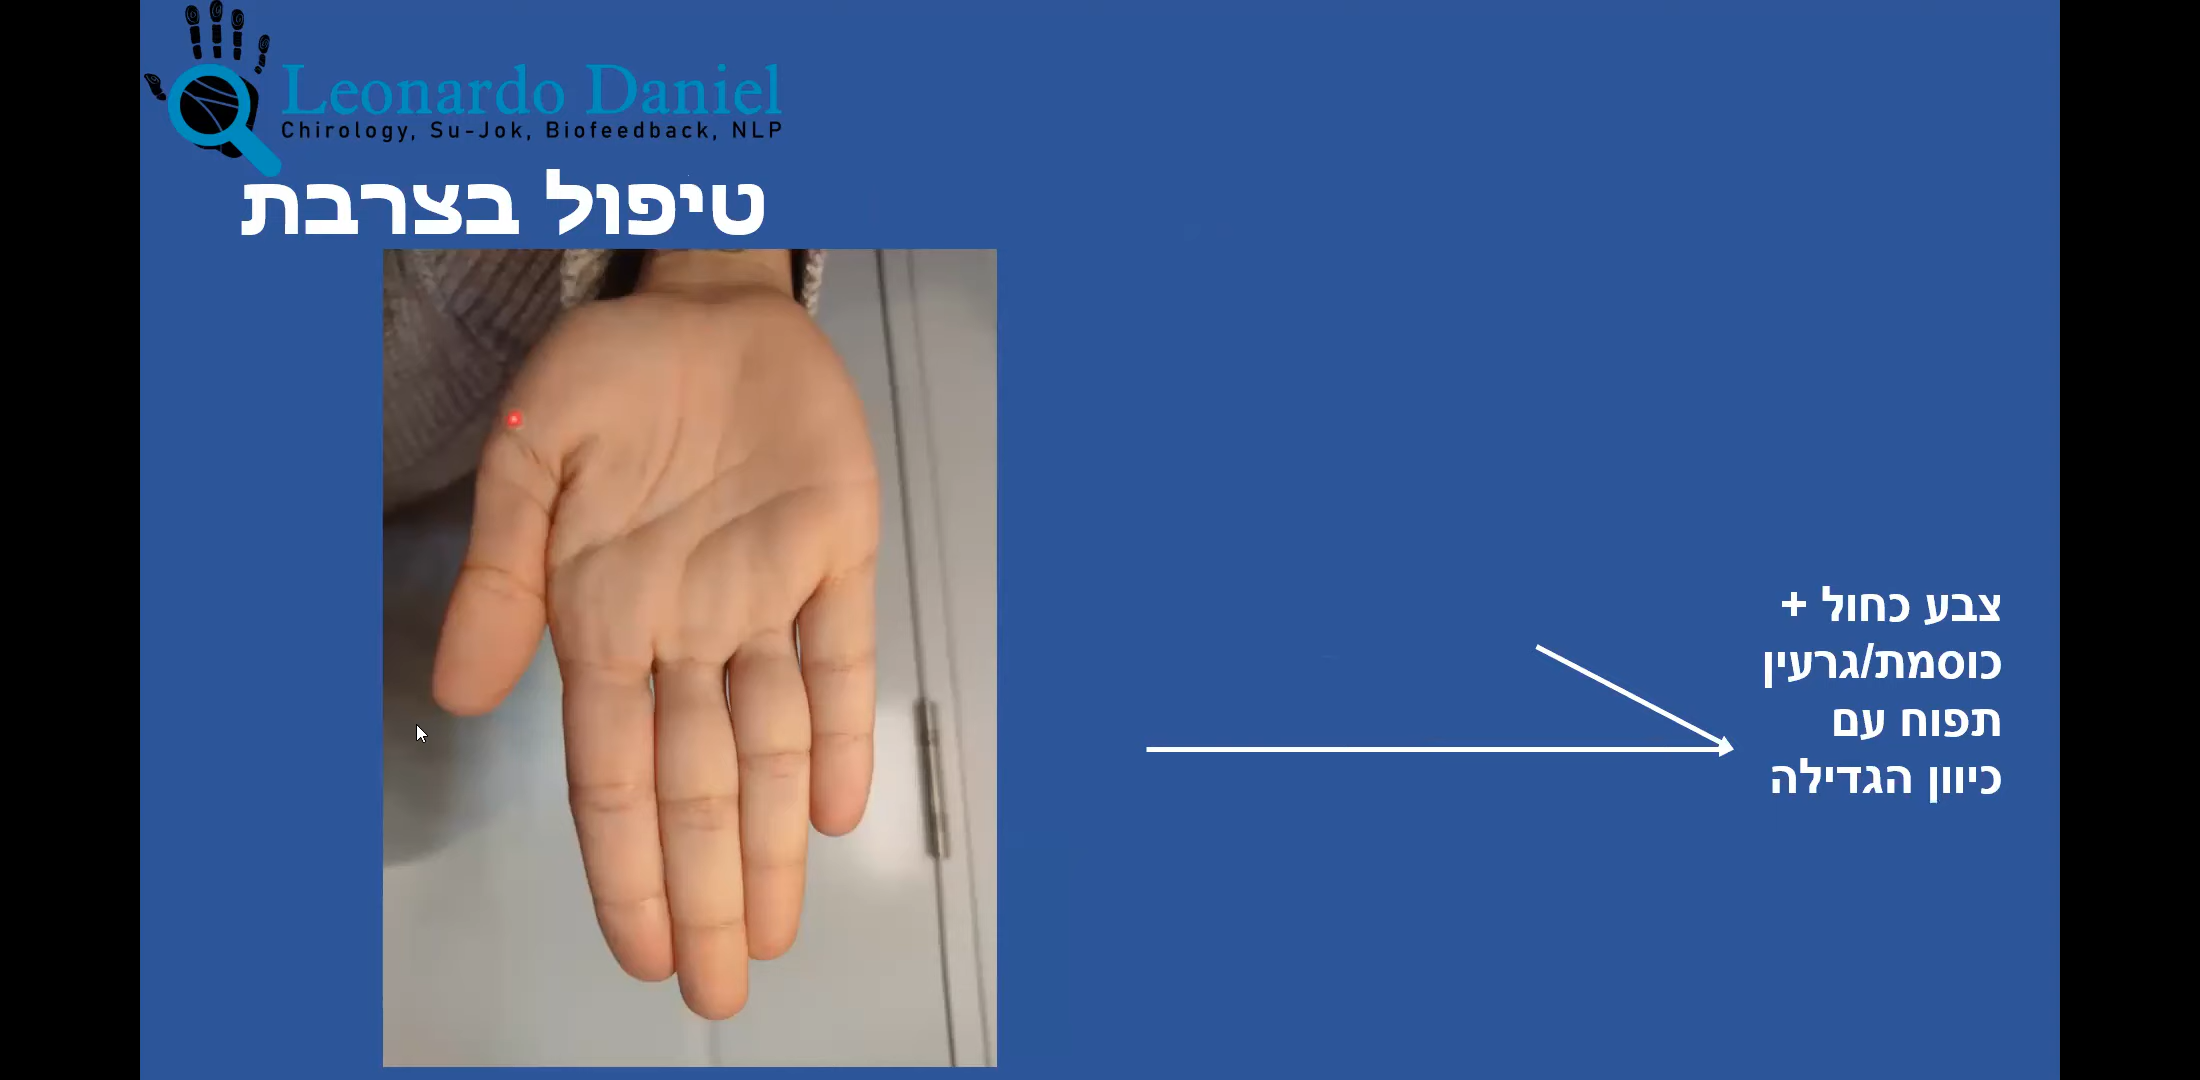 Leonardo Daniel
Chirology, Su-Jok, Biofeedback, NLP
טיפול בצרבת
צבע כחול +
כוסמת/גרעין
תפוח עם
כיוון הגדילה